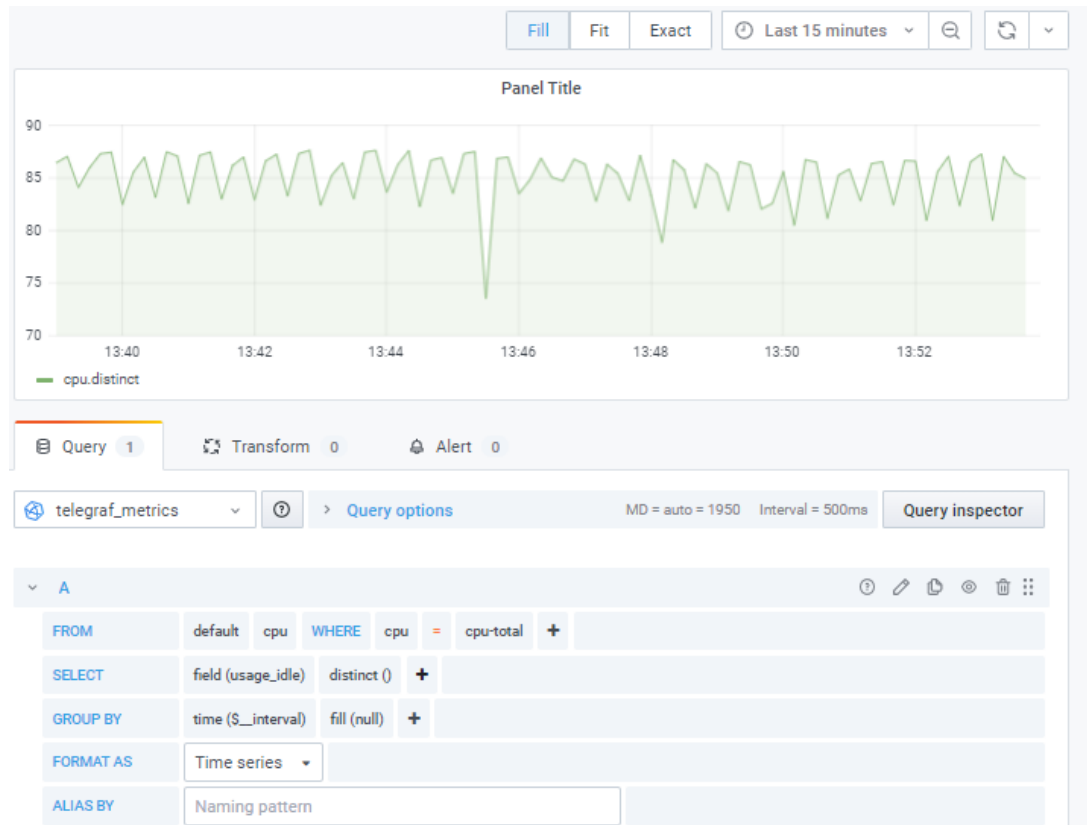 Fill Fit Exact Last 15 minutes
Panel Title
90
85
80
75
70
13:40 13:42 13:44 13:46 13:48 13:50 13:52
cpu.distinct
Query 1 Transform 0 Alert 0
telegraf_metrics > Query options MD = auto = 1950 Interval = 500ms Query inspector
A
FROM default cpu WHERE cpu = cpu-total +
SELECT field (usage_idle) distinct () +
GROUP BY time ($__interval) fill (null) +
FORMAT AS Time series
ALIAS BY Naming pattern